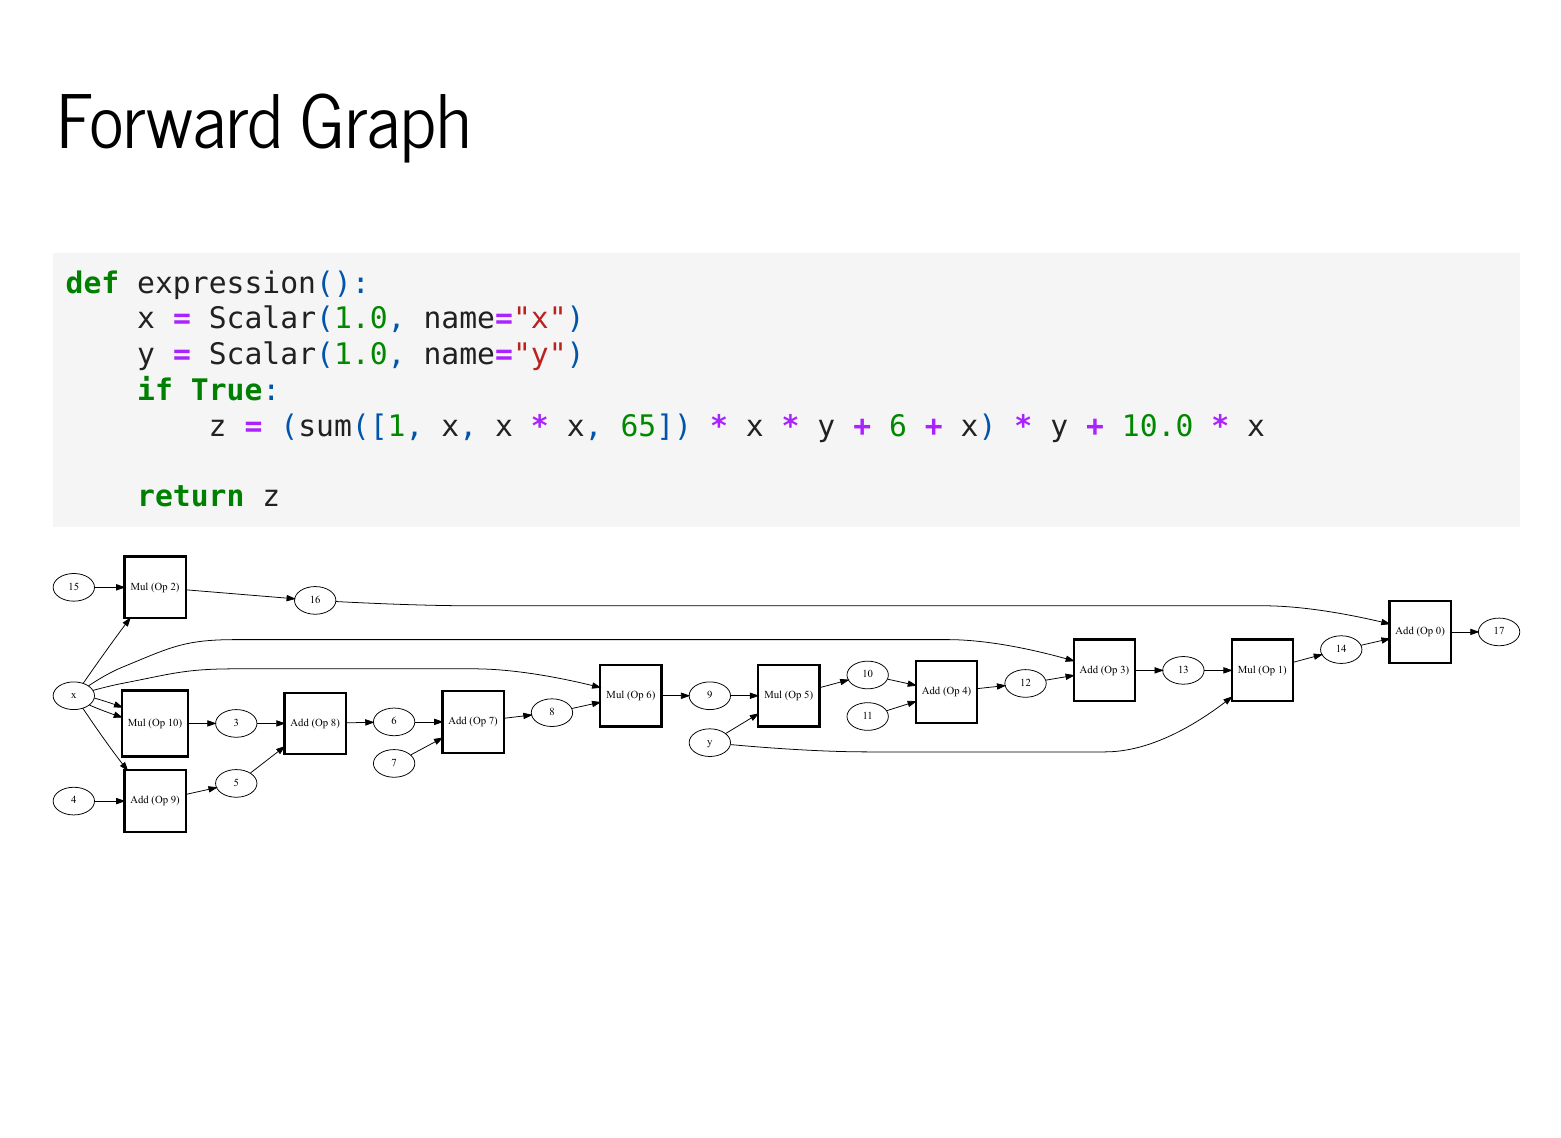 Forward Graph
def expression():
    x = Scalar(1.0, name="x")
    y = Scalar(1.0, name="y")
    if True:
        z = (sum([1, x, x * x, 65]) * x * y + 6 + x) * y + 10.0 * x
    return z
15
Mul (Op 2)
16
Add (Op 0)
17
x
Mul (Op 10)
3
Add (Op 8)
6
Add (Op 7)
8
Mul (Op 6)
9
Mul (Op 5)
10
Add (Op 4)
12
Add (Op 3)
13
Mul (Op 1)
14
7
y
11
4
Add (Op 9)
5